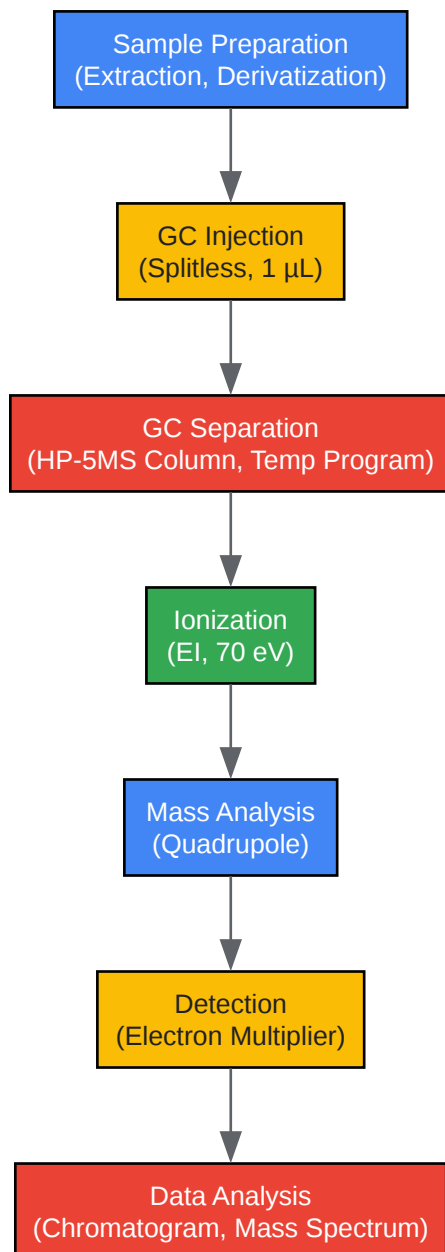 Sample Preparation
(Extraction, Derivatization)
GC Injection
(Splitless, 1 µL)
GC Separation
(HP-5MS Column, Temp Program)
Ionization
(EI, 70 eV)
Mass Analysis
(Quadrupole)
Detection
(Electron Multiplier)
Data Analysis
(Chromatogram, Mass Spectrum)